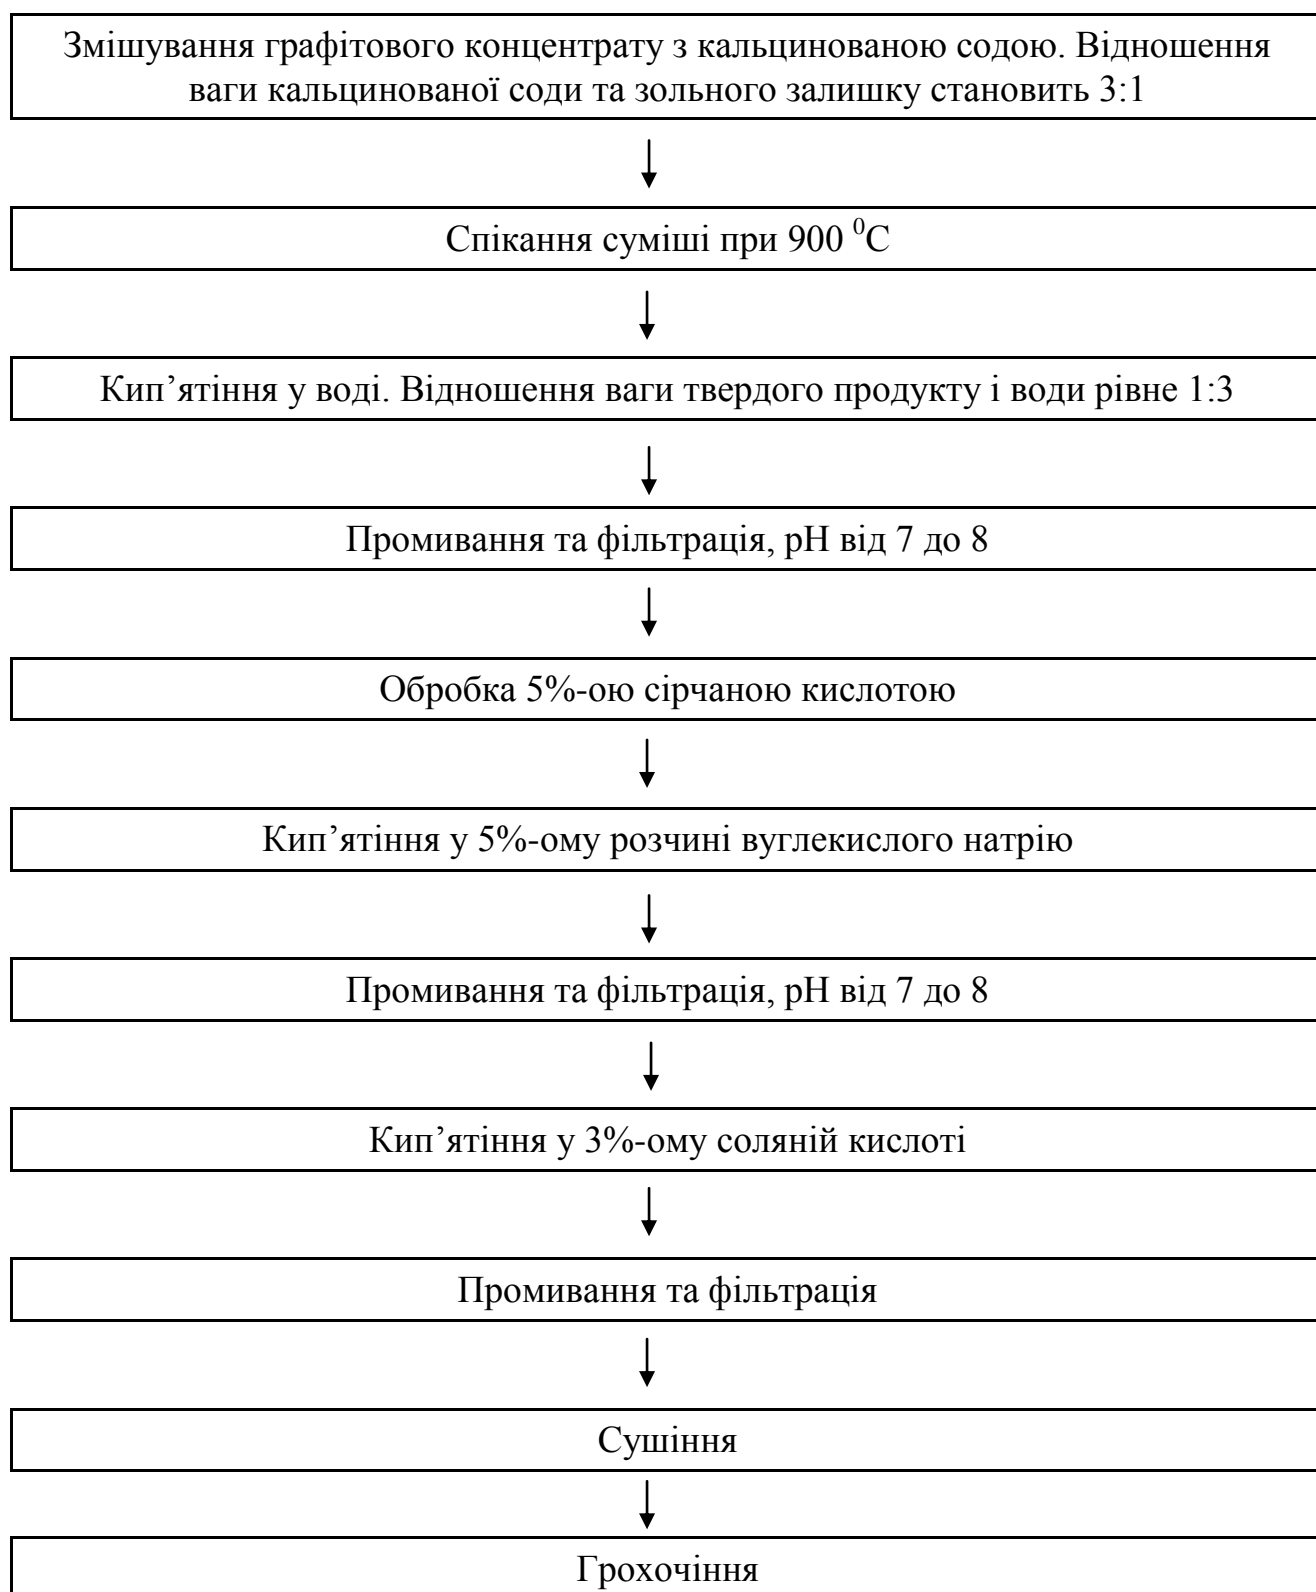 Змішування графітового концентрату з кальцинованою содою. Відношення
ваги кальцинованої соди та зольного залишку становить 3:1
Спікання суміші при 900 ⁰С
Кип’ятіння у воді. Відношення ваги твердого продукту і води рівне 1:3
Промивання та фільтрація, рН від 7 до 8
Обробка 5%-ою сірчаною кислотою
Кип’ятіння у 5%-ому розчині вуглекислого натрію
Промивання та фільтрація, рН від 7 до 8
Кип’ятіння у 3%-ому соляній кислоті
Промивання та фільтрація
Сушіння
Грохочіння